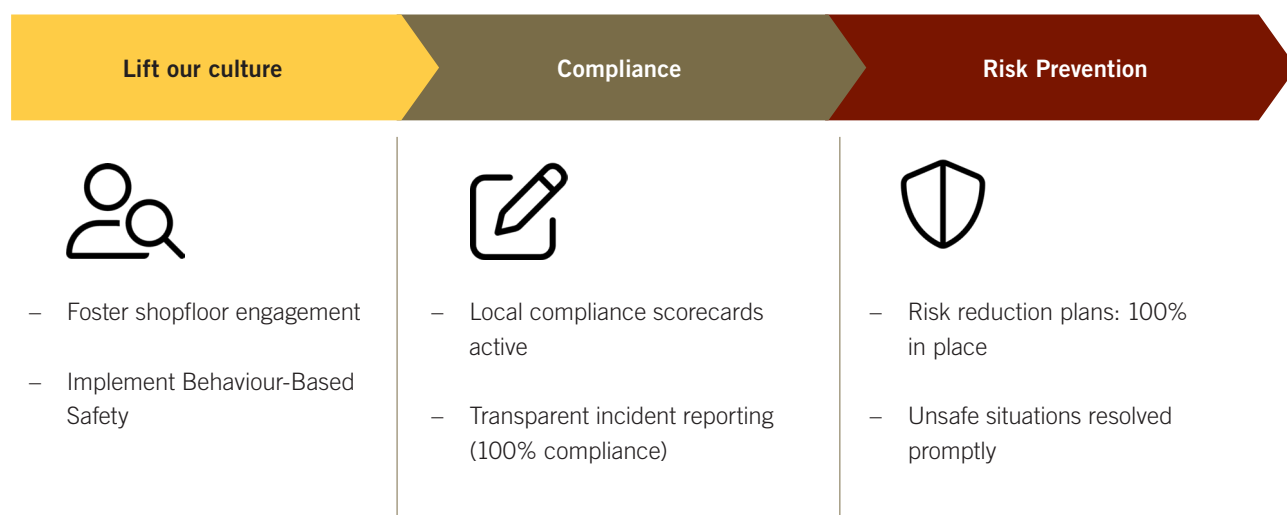 Lift our culture
Compliance
Risk Prevention
– Foster shopfloor engagement
– Implement Behaviour-Based
Safety
– Local compliance scorecards
active
– Transparent incident reporting
(100% compliance)
– Risk reduction plans: 100%
in place
– Unsafe situations resolved
promptly